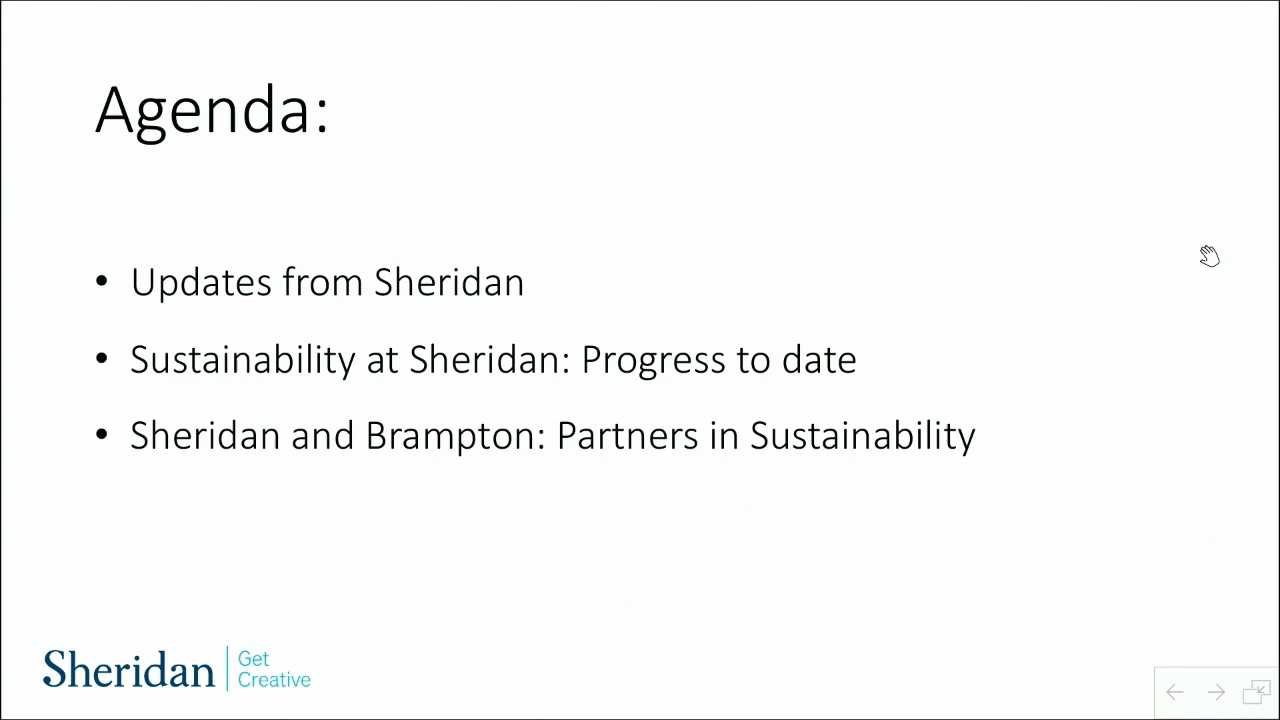 Agenda:
• Updates from Sheridan
• Sustainability at Sheridan: Progress to date
• Sheridan and Brampton: Partners in Sustainability
Sheridan
Get
Creative